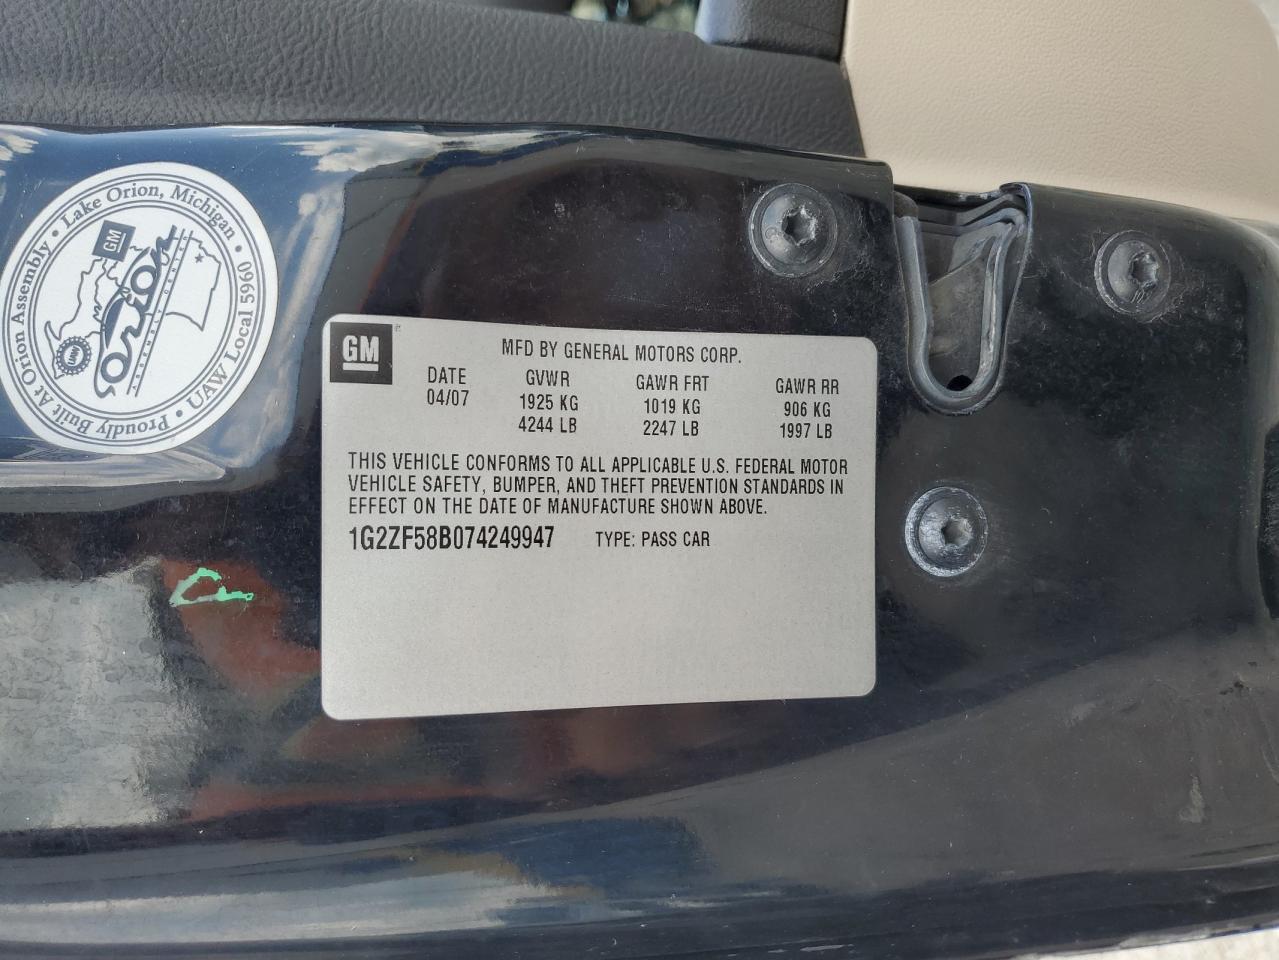 Proudly Built At Orion Assembly • Lake Orion, Michigan • UAW Local 5960 •
GM
orion
ASSEMBLY CENTER
GM
MFD BY GENERAL MOTORS CORP.
DATE GVWR GAWR FRT GAWR RR
04/07 1925 KG 1019 KG 906 KG
4244 LB 2247 LB 1997 LB
THIS VEHICLE CONFORMS TO ALL APPLICABLE U.S. FEDERAL MOTOR
VEHICLE SAFETY, BUMPER, AND THEFT PREVENTION STANDARDS IN
EFFECT ON THE DATE OF MANUFACTURE SHOWN ABOVE.
1G2ZF58B074249947 TYPE: PASS CAR